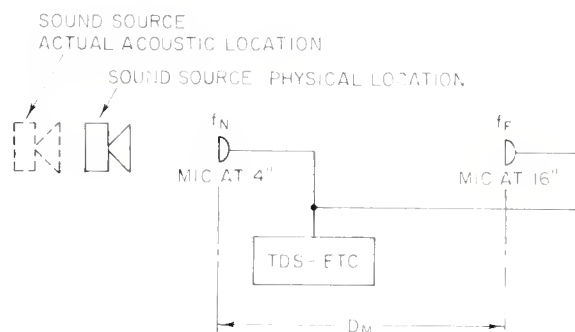 SOUND SOURCE
ACTUAL ACOUSTIC LOCATION
SOUND SOURCE PHYSICAL LOCATION
fN
fF
MIC AT 4"
MIC AT 16"
TDS-ETC
DM